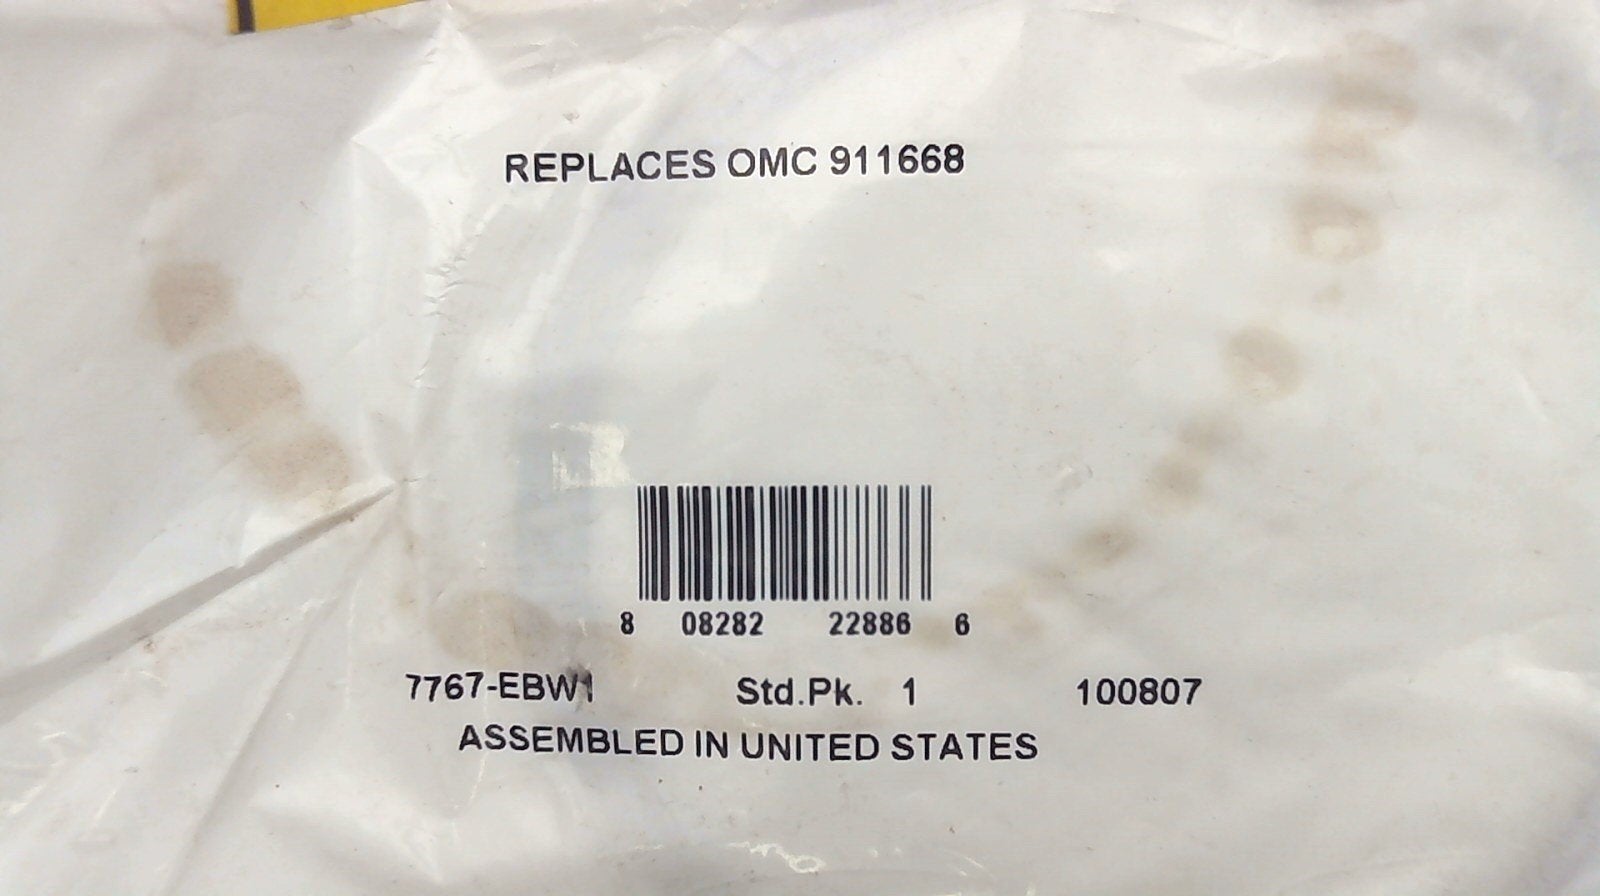 REPLACES OMC 911668
8 08282 22886 6
7767-EBW1 Std.Pk. 1 100807
ASSEMBLED IN UNITED STATES